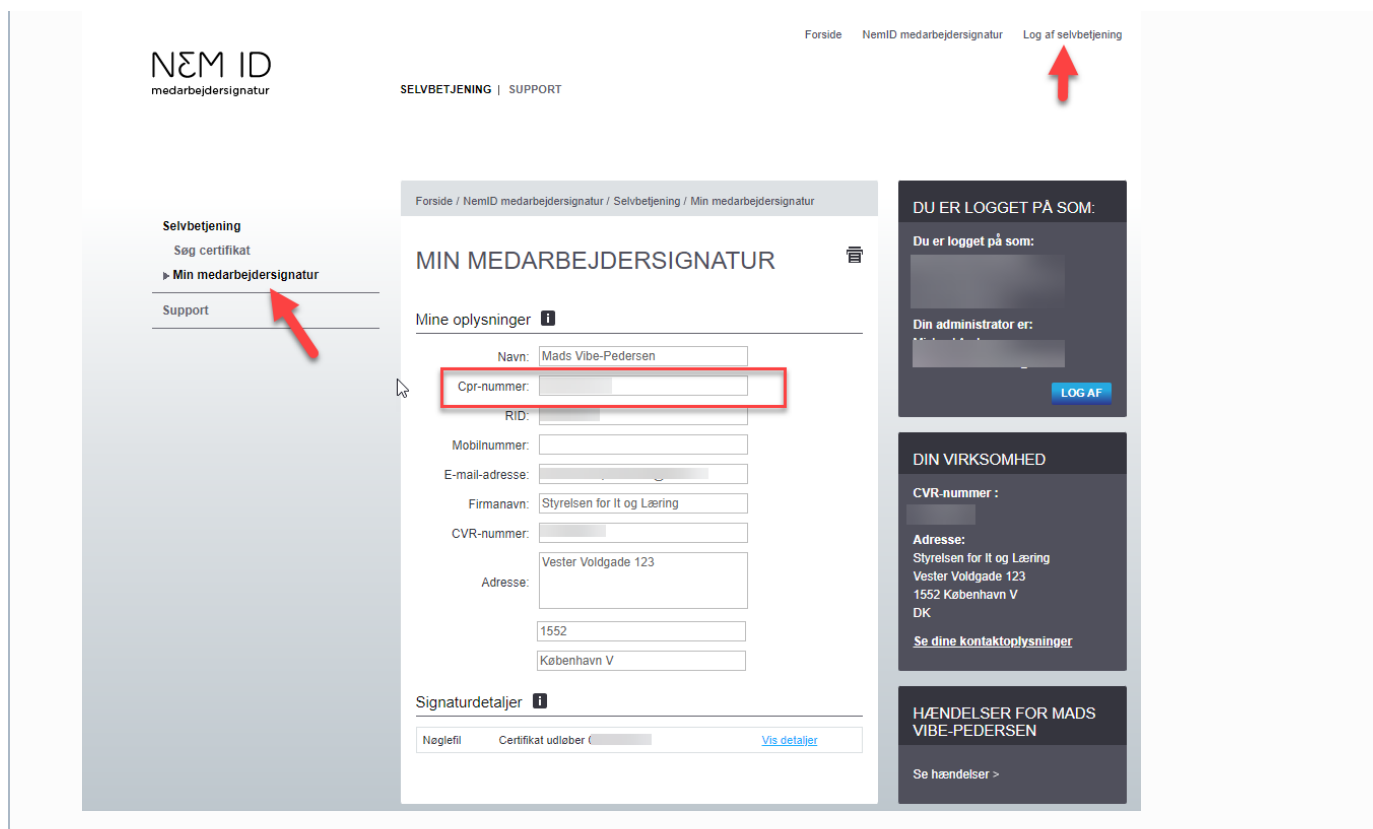 Forside NemID medarbejdersignatur Log af selvbetjening
NEM ID
medarbejdersignatur
SELVBETJENING | SUPPORT
Selvbetjening
Søg certifikat
Min medarbejdersignatur
Support
Forside / NemID medarbejdersignatur / Selvbetjening / Min medarbejdersignatur
MIN MEDARBEJDERSIGNATUR
Mine oplysninger i
Navn: Mads Vibe-Pedersen
Cpr-nummer:
RID:
Mobilnummer:
E-mail-adresse:
Firmanavn: Styrelsen for It og Læring
CVR-nummer:
Adresse: Vester Voldgade 123
1552
København V
Signaturdetaljer i
Nøglefil Certifikat udløber Vis detaljer
DU ER LOGGET PÅ SOM:
Du er logget på som:
Din administrator er:
LOG AF
DIN VIRKSOMHED
CVR-nummer :
Adresse:
Styrelsen for It og Læring
Vester Voldgade 123
1552 København V
DK
Se dine kontaktoplysninger
HÆNDELSER FOR MADS
VIBE-PEDERSEN
Se hændelser >